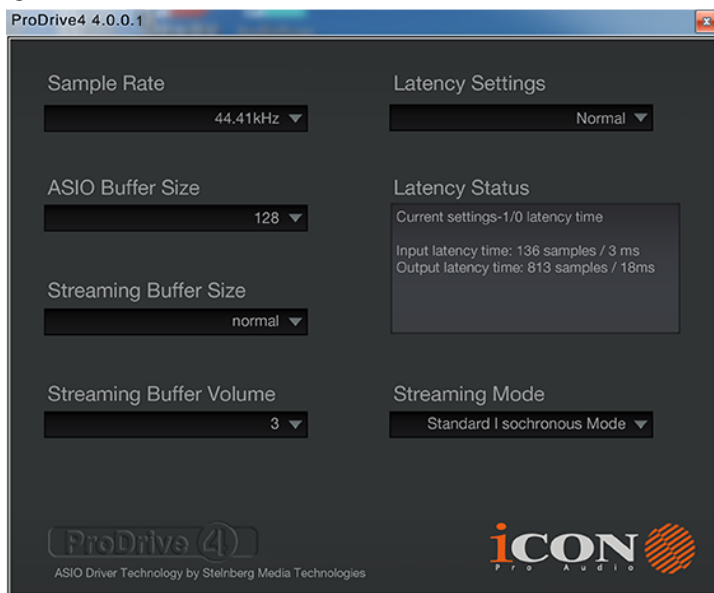 ProDrive4 4.0.0.1
Sample Rate
44.41kHz
ASIO Buffer Size
128
Streaming Buffer Size
normal
Streaming Buffer Volume
3
Latency Settings
Normal
Latency Status
Current settings-1/0 latency time
Input latency time: 136 samples / 3 ms
Output latency time: 813 samples / 18ms
Streaming Mode
Standard I sochronous Mode
ProDrive 4
ASIO Driver Technology by Steinberg Media Technologies
iCON
Pro Audio